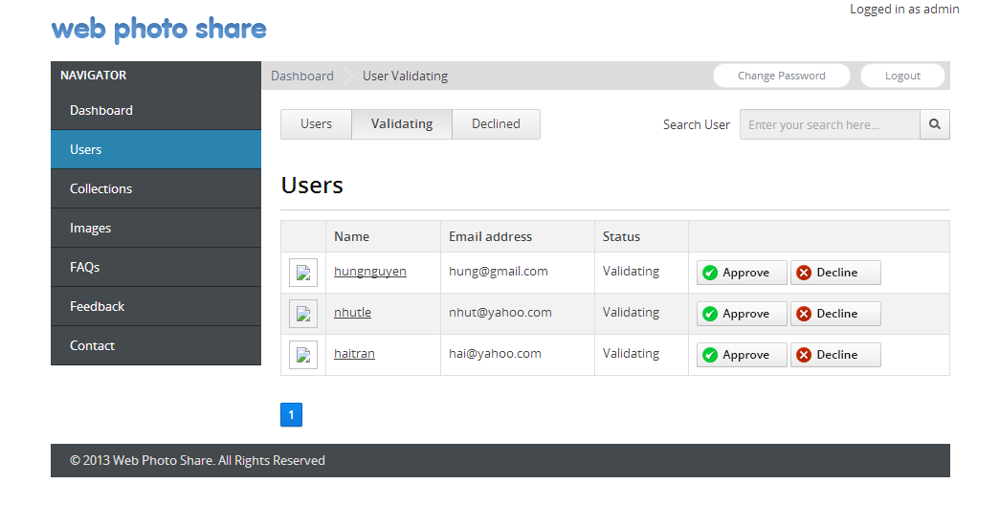 Logged in as admin
web photo share
NAVIGATOR
Dashboard
Users
Collections
Images
FAQs
Feedback
Contact
Dashboard User Validating Change Password Logout
Users Validating Declined Search User Enter your search here...
Users
Name Email address Status
hungnguyen hung@gmail.com Validating Approve Decline
nhutle nhut@yahoo.com Validating Approve Decline
haitran hai@yahoo.com Validating Approve Decline
1
© 2013 Web Photo Share. All Rights Reserved